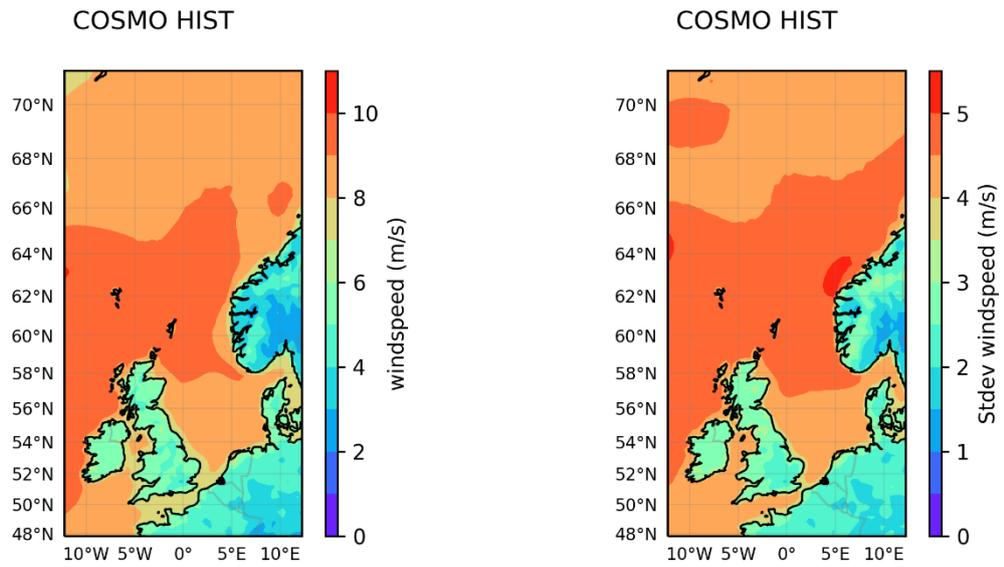 COSMO HIST
70°N
68°N
66°N
64°N
62°N
60°N
58°N
56°N
54°N
52°N
50°N
48°N
10°W 5°W 0° 5°E 10°E
10
8
6
4
2
0
windspeed (m/s)
COSMO HIST
70°N
68°N
66°N
64°N
62°N
60°N
58°N
56°N
54°N
52°N
50°N
48°N
10°W 5°W 0° 5°E 10°E
5
4
3
2
1
0
Stdev windspeed (m/s)